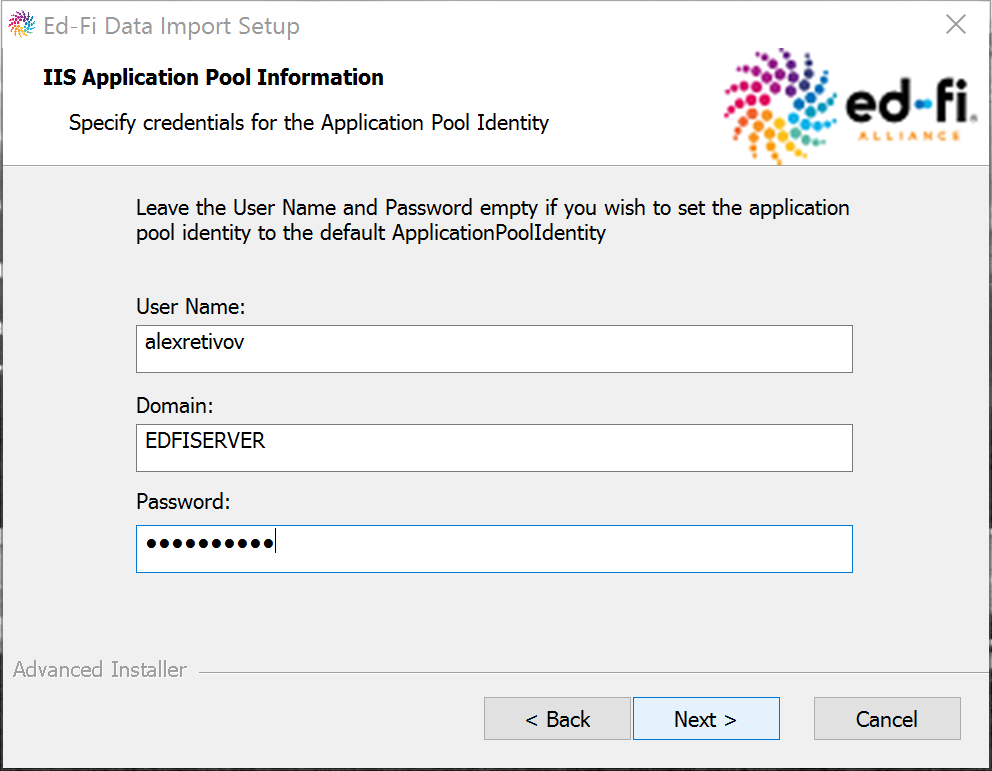 Ed-Fi Data Import Setup
IIS Application Pool Information
Specify credentials for the Application Pool Identity
ed-fi®
ALLIANCE
Leave the User Name and Password empty if you wish to set the application
pool identity to the default ApplicationPoolIdentity
User Name:
alexretivov
Domain:
EDFISERVER
Password:
●●●●●●●●●●
Advanced Installer
< Back
Next >
Cancel